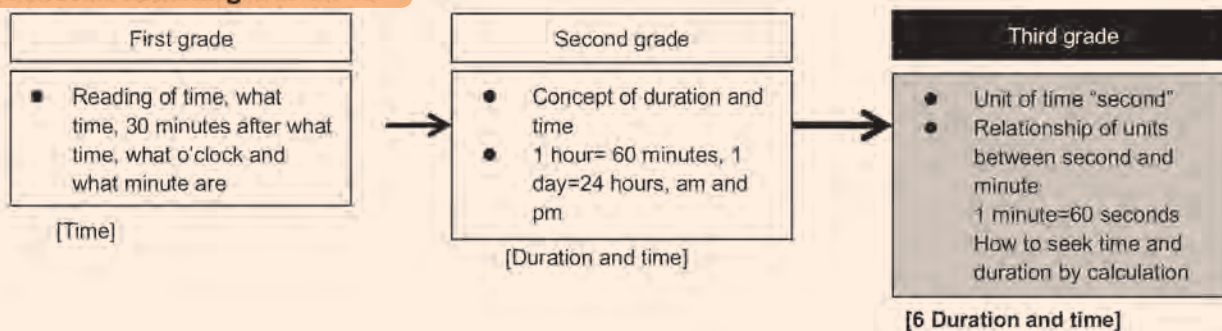 First grade
■ Reading of time, what
time, 30 minutes after what
time, what o'clock and
what minute are
[Time]
Second grade
● Concept of duration and
time
● 1 hour= 60 minutes, 1
day=24 hours, am and
pm
[Duration and time]
Third grade
● Unit of time “second”
● Relationship of units
between second and
minute
1 minute=60 seconds
How to seek time and
duration by calculation
[6 Duration and time]